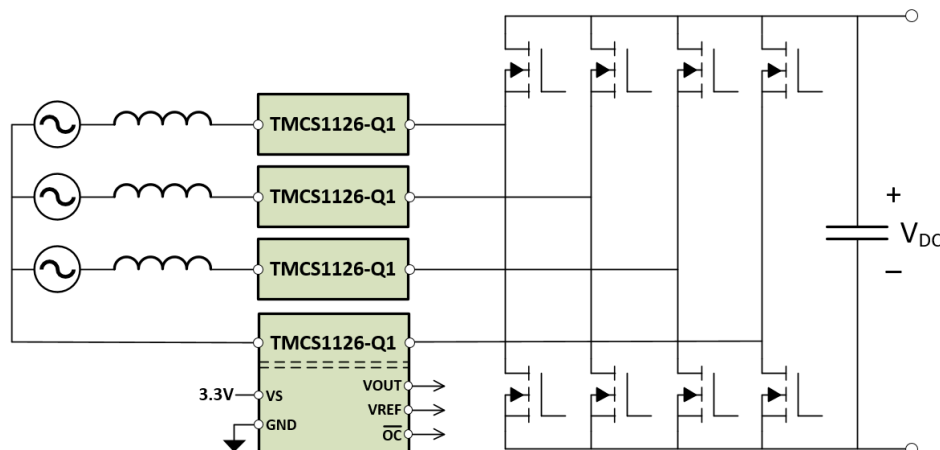 TMCS1126-Q1
TMCS1126-Q1
+
TMCS1126-Q1
VDC
−
TMCS1126-Q1
VOUT
3.3V
VS
VREF
GND
OC